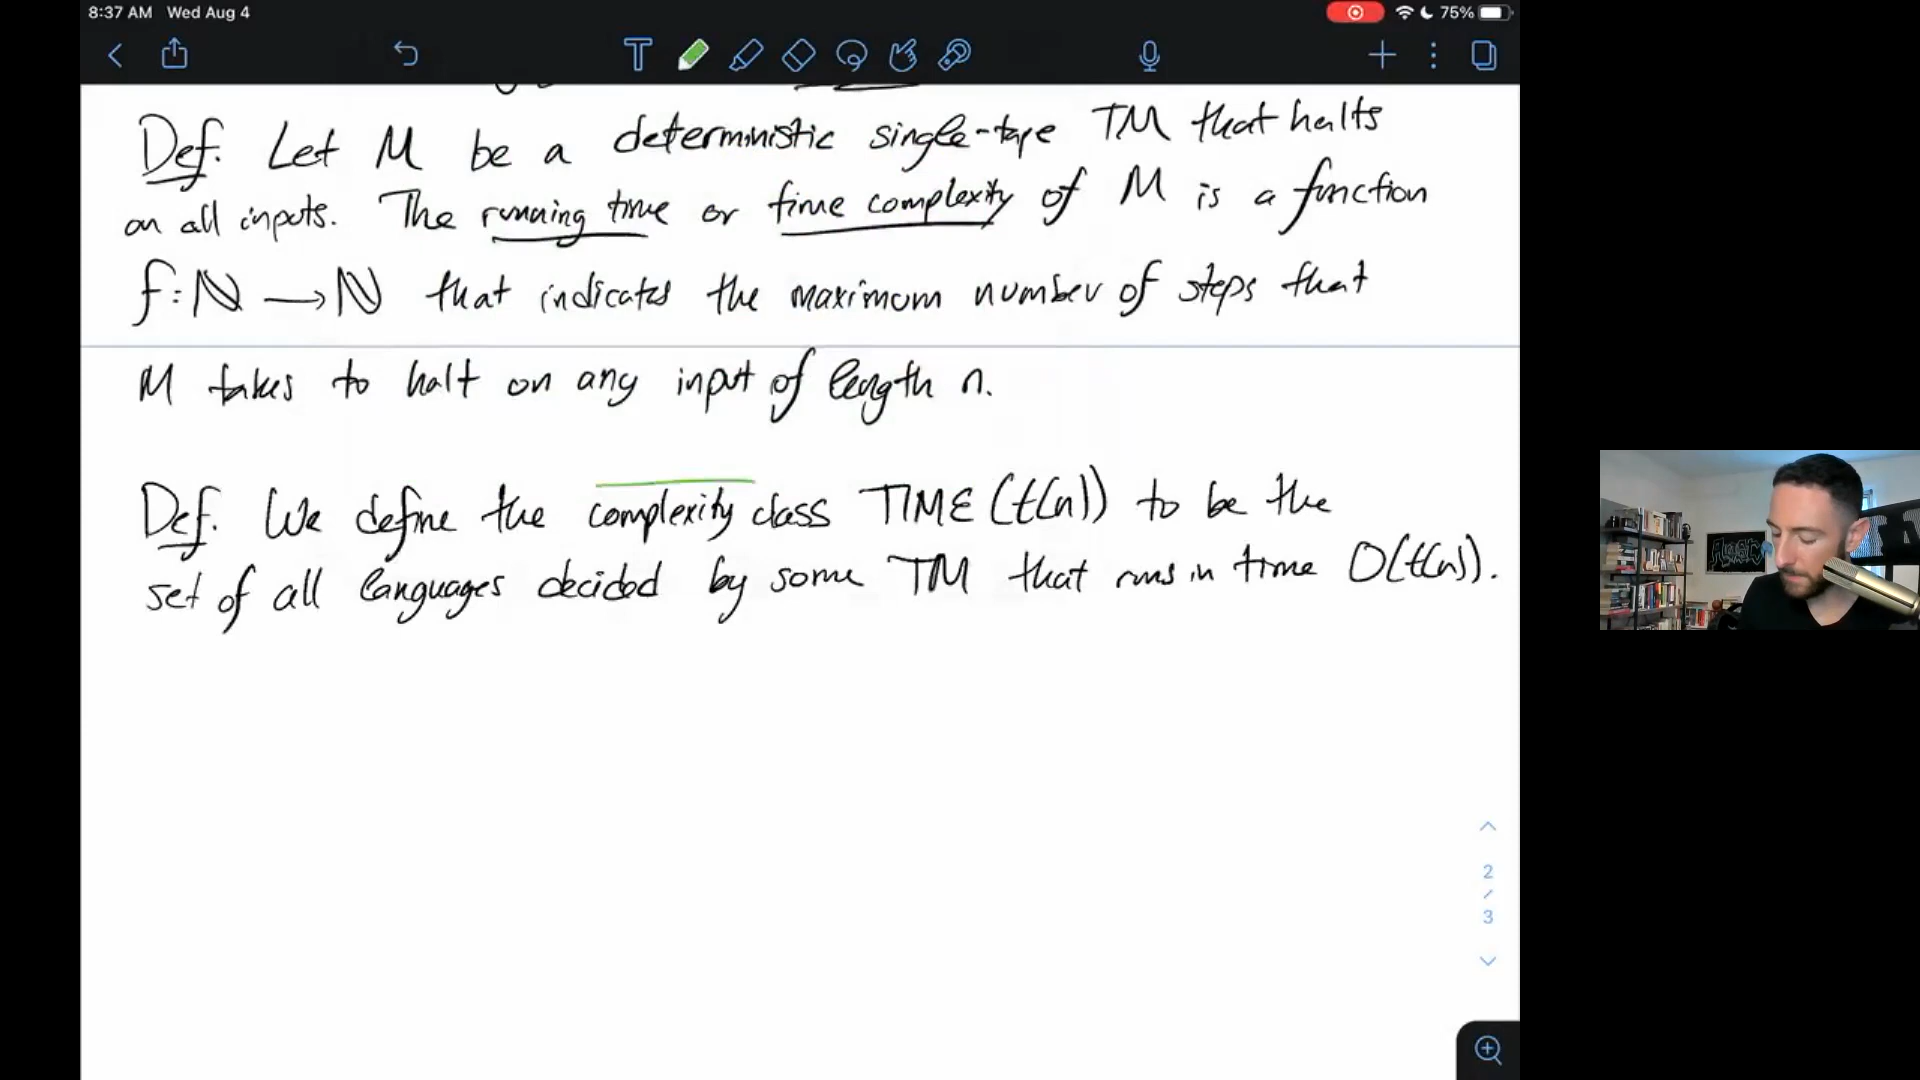 8:37 AM Wed Aug 4
75%
Def. Let M be a deterministic single-tape TM that halts
on all inputs. The running time or time complexity of M is a function
f: ℕ → ℕ that indicates the maximum number of steps that
M takes to halt on any input of length n.
Def. We define the complexity class TIME(t(n)) to be the
set of all languages decided by some TM that runs in time O(t(n)).
2
/
3